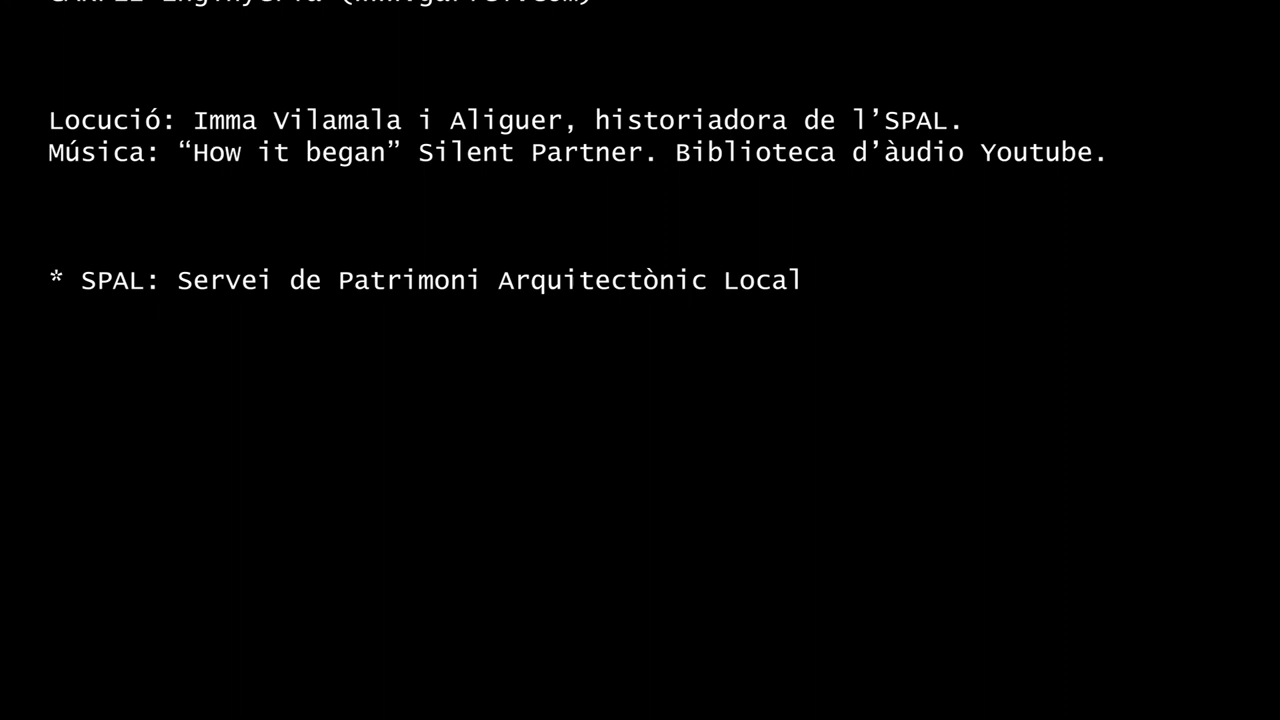 Locució: Imma Vilamala i Aliguer, historiadora de l’SPAL.
Música: “How it began” Silent Partner. Biblioteca d’àudio Youtube.
* SPAL: Servei de Patrimoni Arquitectònic Local